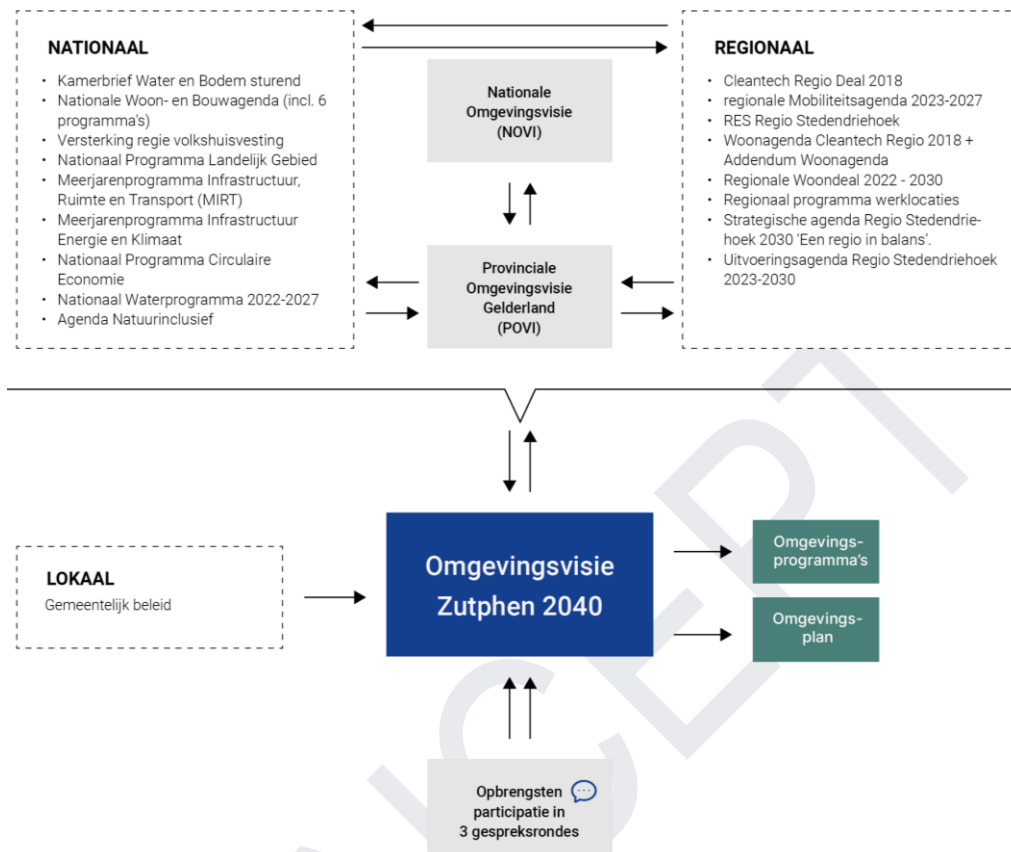 NATIONAAL
• Kamerbrief Water en Bodem sturend
• Nationale Woon- en Bouwagenda (incl. 6
programma's)
• Versterking regie volkshuisvesting
• Nationaal Programma Landelijk Gebied
• Meerjarenprogramma Infrastructuur,
Ruimte en Transport (MIRT)
• Meerjarenprogramma Infrastructuur
Energie en Klimaat
• Nationaal Programma Circulaire
Economie
• Nationaal Waterprogramma 2022-2027
• Agenda Natuurinclusief
Nationale
Omgevingsvisie
(NOVI)
Provinciale
Omgevingsvisie
Gelderland
(POVI)
REGIONAAL
• Cleantech Regio Deal 2018
• regionale Mobiliteitsagenda 2023-2027
• RES Regio Stedendriehoek
• Woonagenda Cleantech Regio 2018 +
Addendum Woonagenda
• Regionale Woondeal 2022 - 2030
• Regionaal programma werklocaties
• Strategische agenda Regio Stedendrie-
hoek 2030 'Een regio in balans'.
• Uitvoeringsagenda Regio Stedendriehoek
2023-2030
LOKAAL
Gemeentelijk beleid
Omgevingsvisie
Zutphen 2040
Omgevings-
programma's
Omgevings-
plan
Opbrengsten
participatie in
3 gespreksrondes